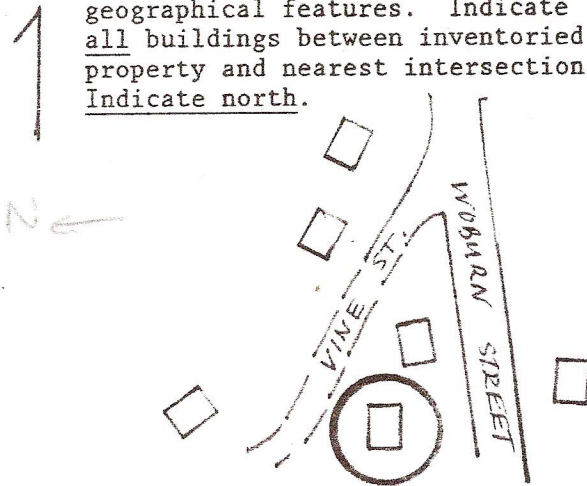 geographical features. Indicate
all buildings between inventoried
property and nearest intersection
Indicate north.
N
VINE ST.
WOBURN STREET